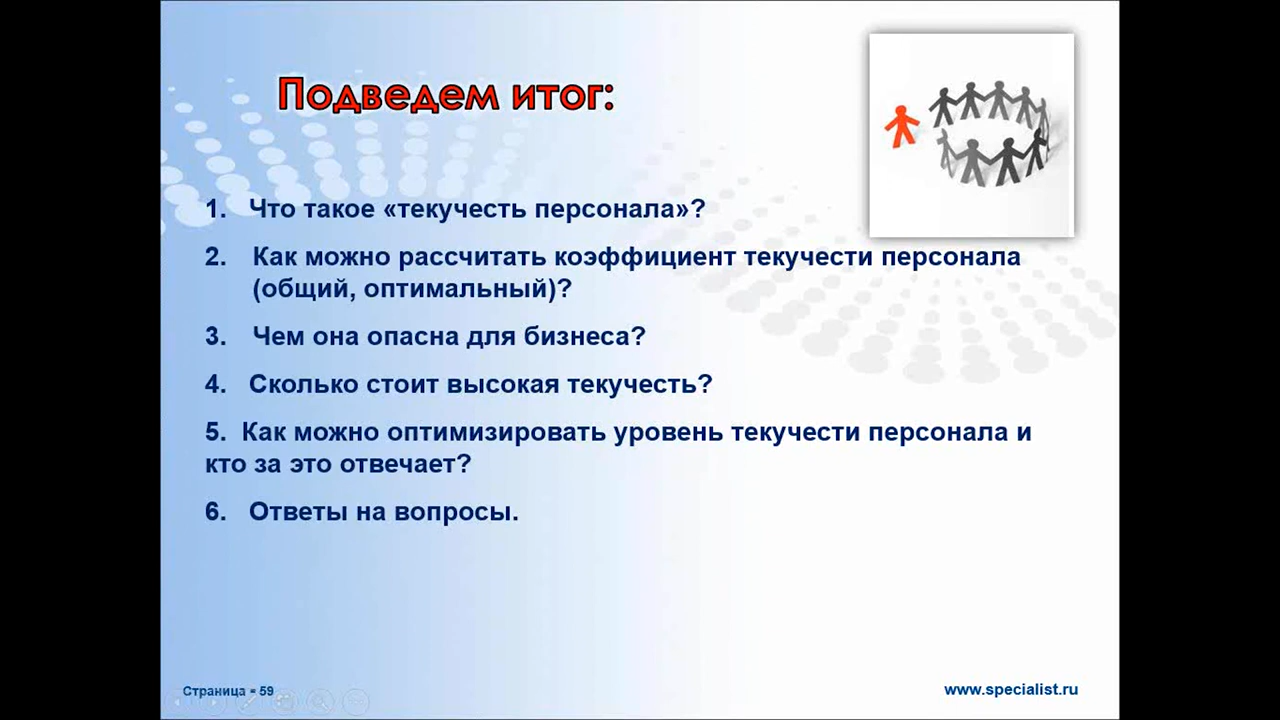 Подведем итог:
1. Что такое «текучесть персонала»?
2. Как можно рассчитать коэффициент текучести персонала
(общий, оптимальный)?
3. Чем она опасна для бизнеса?
4. Сколько стоит высокая текучесть?
5. Как можно оптимизировать уровень текучести персонала и
кто за это отвечает?
6. Ответы на вопросы.
Страница = 59
www.specialist.ru